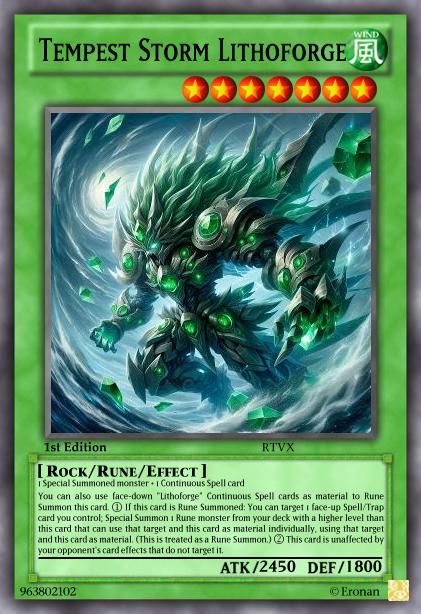 TEMPEST STORM LITHOFORGE
WIND
風
1st Edition RTVX
[ ROCK/RUNE/EFFECT ]
1 Special Summoned monster + 1 Continuous Spell card
You can also use face-down "Lithoforge" Continuous Spell cards as material to Rune
Summon this card. ① If this card is Rune Summoned: You can target 1 face-up Spell/Trap
card you control; Special Summon 1 Rune monster from your deck with a higher level than
this card that can use that target and this card as material individually, using that target
and this card as material. (This is treated as a Rune Summon.) ② This card is unaffected by
your opponent's card effects that do not target it.
ATK/2450 DEF/1800
963802102 © Eronan